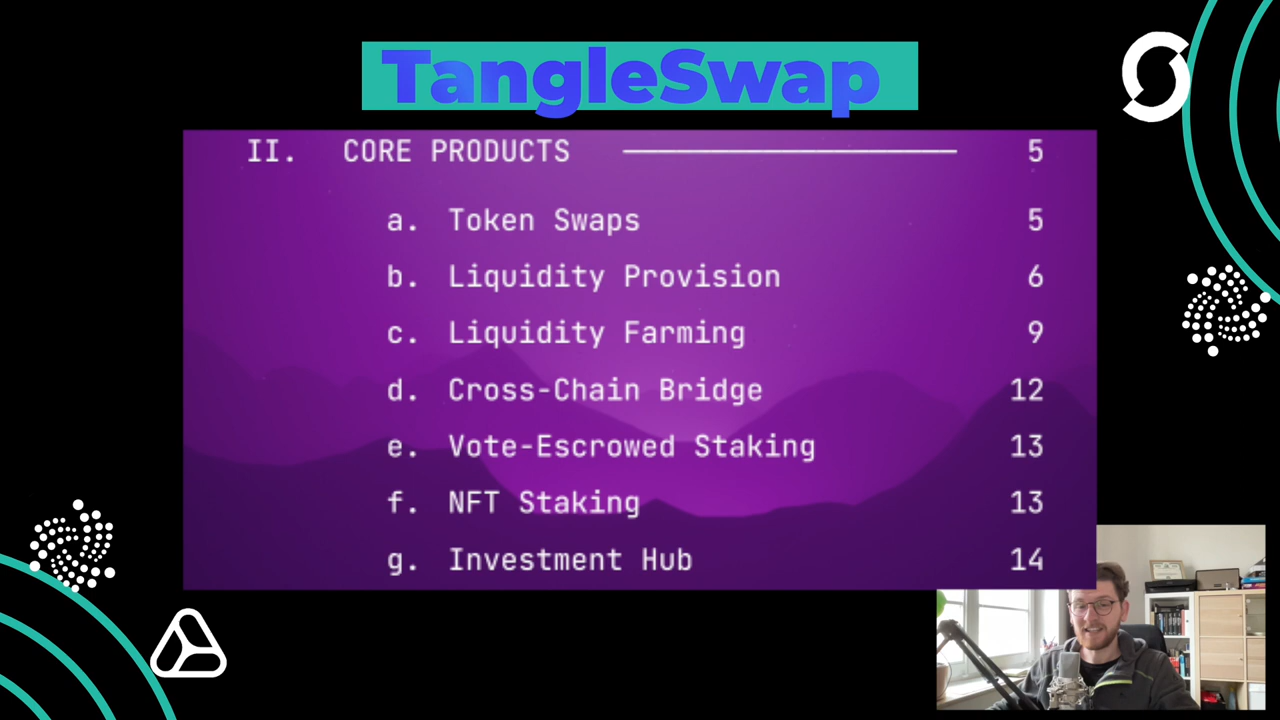 TangleSwap
II. CORE PRODUCTS 5
a. Token Swaps 5
b. Liquidity Provision 6
c. Liquidity Farming 9
d. Cross-Chain Bridge 12
e. Vote-Escrowed Staking 13
f. NFT Staking 13
g. Investment Hub 14